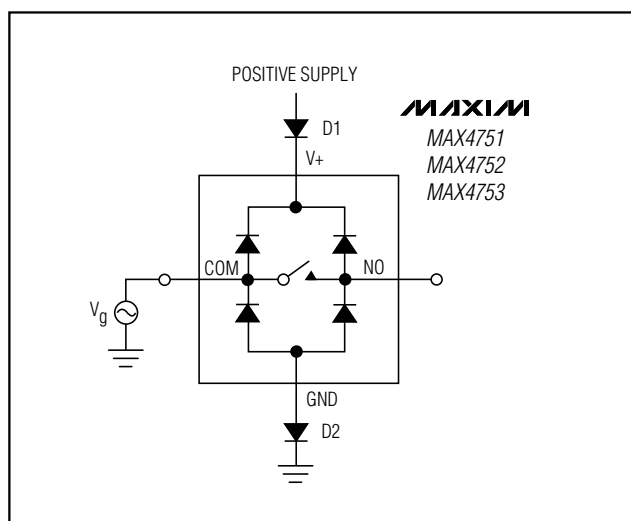 POSITIVE SUPPLY
MAXIM
D1
MAX4751
V+
MAX4752
MAX4753
COM
NO
Vg
GND
D2